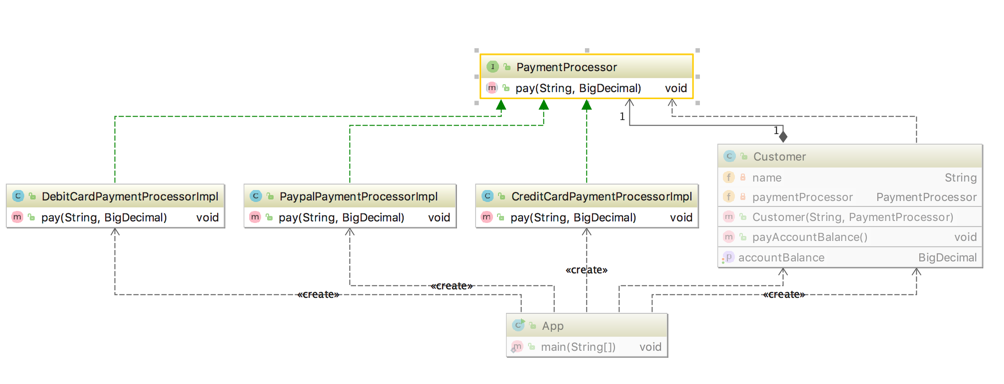 PaymentProcessor
pay(String, BigDecimal) void
1
1
Customer
name String
paymentProcessor PaymentProcessor
Customer(String, PaymentProcessor)
payAccountBalance() void
accountBalance BigDecimal
DebitCardPaymentProcessorImpl
pay(String, BigDecimal) void
PaypalPaymentProcessorImpl
pay(String, BigDecimal) void
CreditCardPaymentProcessorImpl
pay(String, BigDecimal) void
«create»
«create»
«create»
«create»
App
main(String[]) void